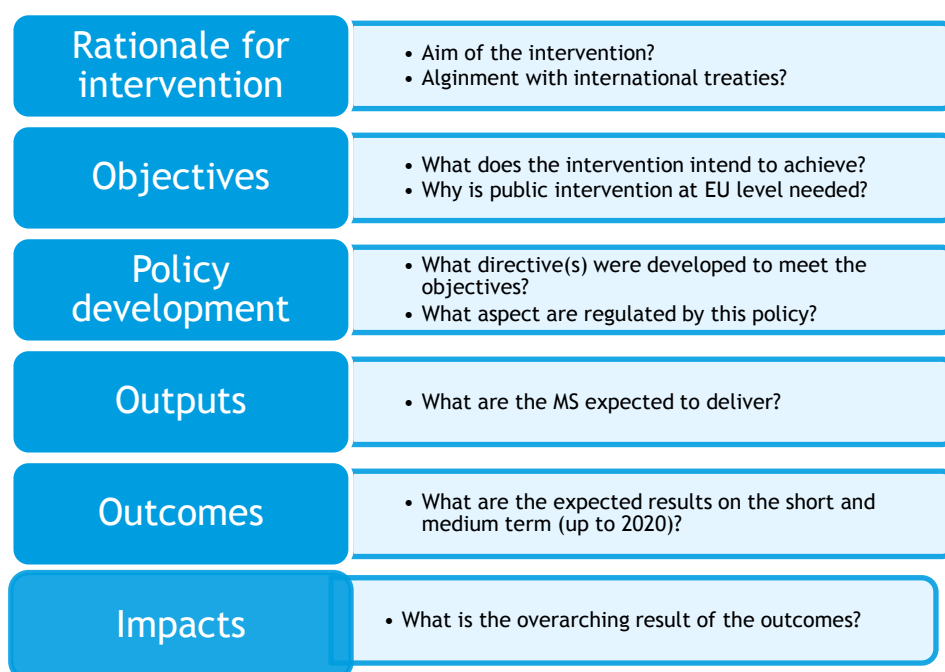 Rationale for
intervention
• Aim of the intervention?
• Alginment with international treaties?
Objectives
• What does the intervention intend to achieve?
• Why is public intervention at EU level needed?
Policy
development
• What directive(s) were developed to meet the
objectives?
• What aspect are regulated by this policy?
Outputs
• What are the MS expected to deliver?
Outcomes
• What are the expected results on the short and
medium term (up to 2020)?
Impacts
• What is the overarching result of the outcomes?